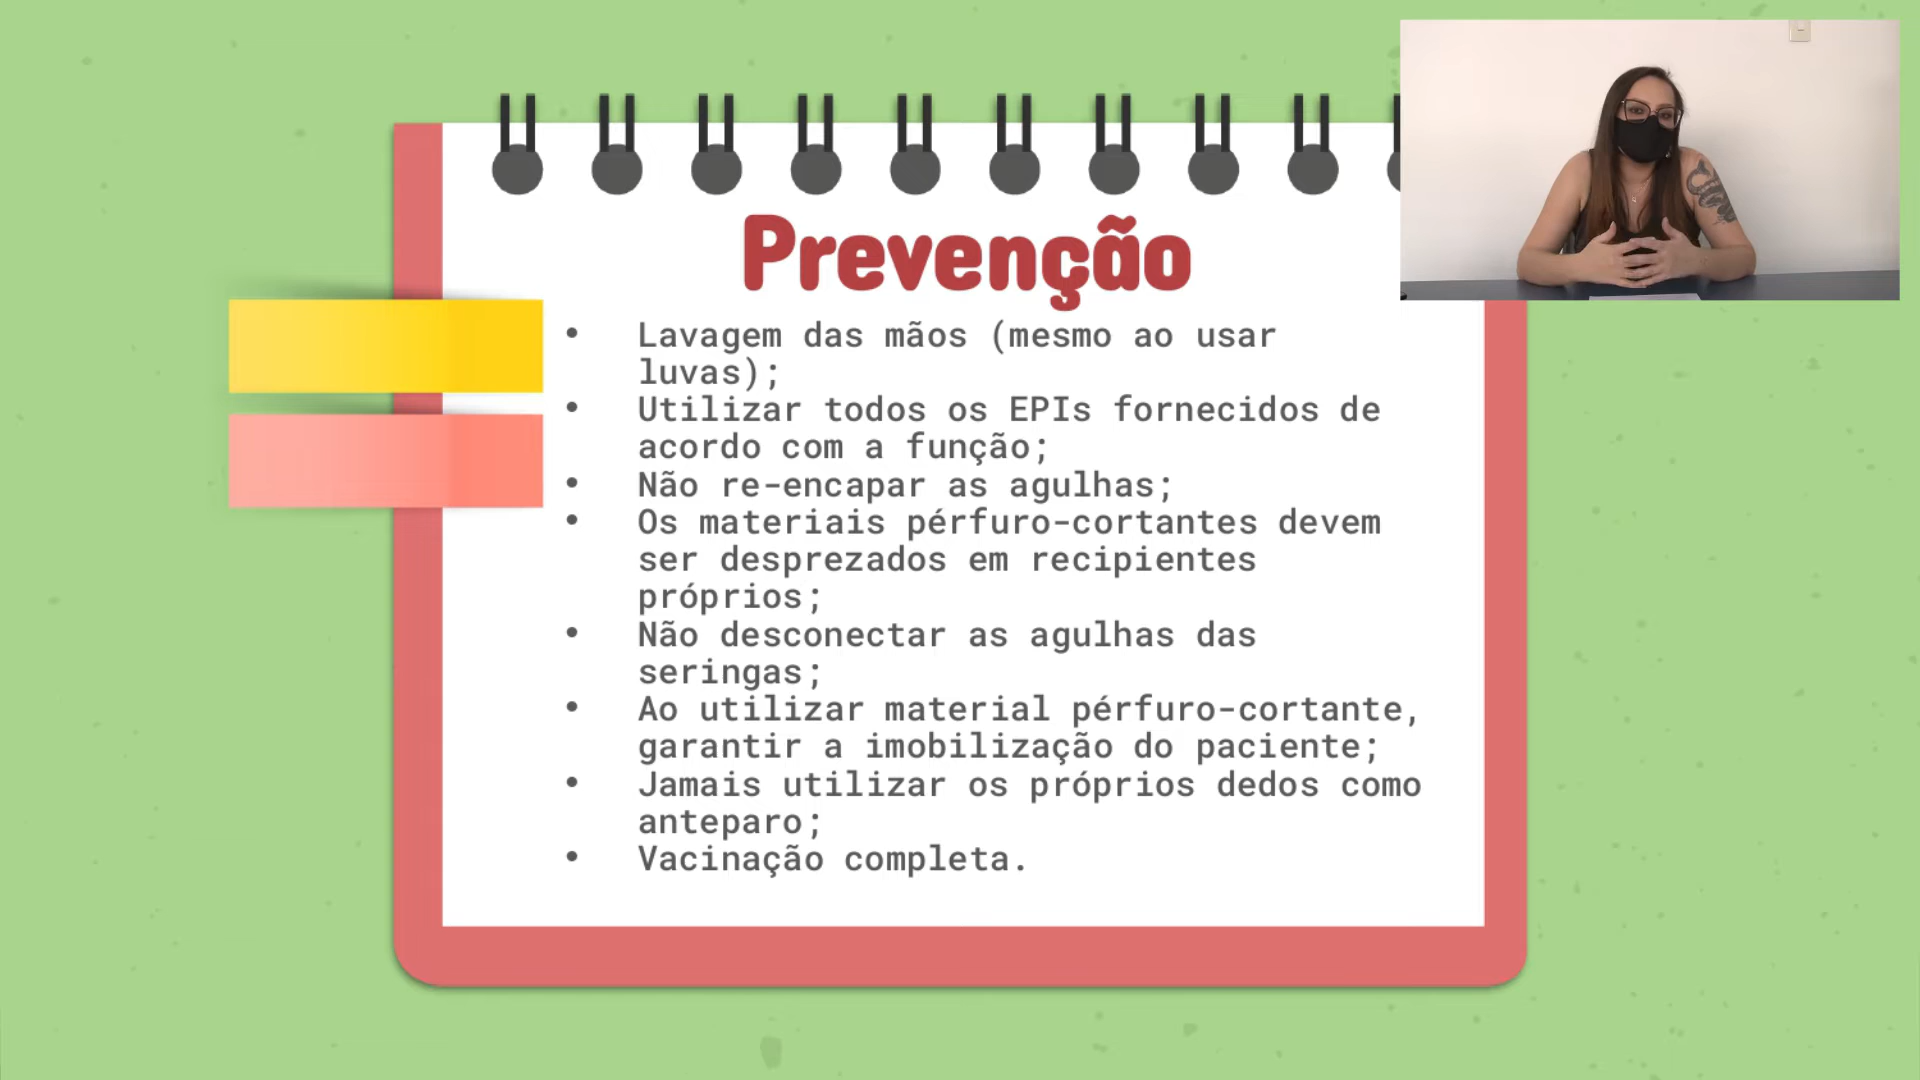 Prevenção
• Lavagem das mãos (mesmo ao usar
luvas);
• Utilizar todos os EPIs fornecidos de
acordo com a função;
• Não re-encapar as agulhas;
• Os materiais pérfuro-cortantes devem
ser desprezados em recipientes
próprios;
• Não desconectar as agulhas das
seringas;
• Ao utilizar material pérfuro-cortante,
garantir a imobilização do paciente;
• Jamais utilizar os próprios dedos como
anteparo;
• Vacinação completa.